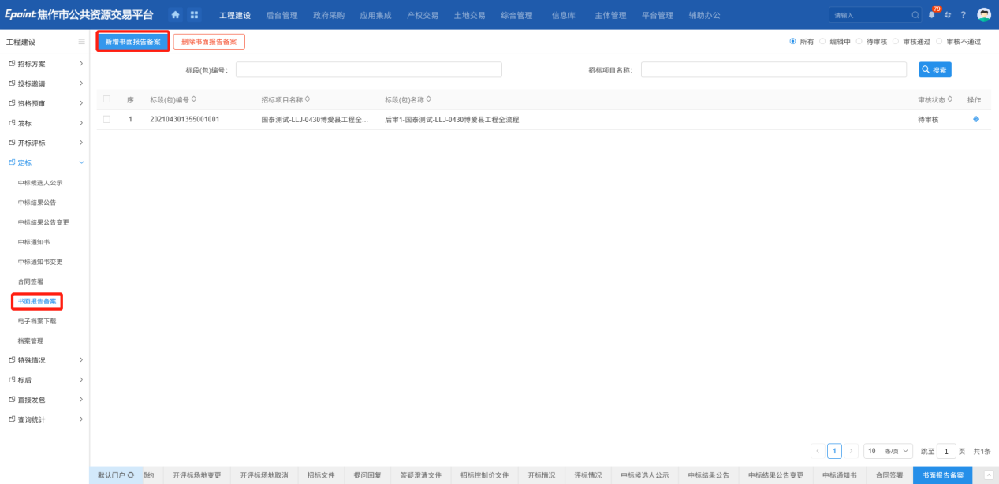 Epoint焦作市公共资源交易平台 工程建设 后台管理 政府采购 应用集成 产权交易 土地交易 综合管理 信息库 主体管理 平台管理 辅助办公 请输入 79 ?
工程建设 新增书面报告备案 删除书面报告备案 所有 编辑中 待审核 审核通过 审核不通过
招标方案
标段(包)编号： 招标项目名称： 搜索
投标邀请
序 标段(包)编号 招标项目名称 标段(包)名称 审核状态 操作
资格预审
1 202104301355001001 国泰测试-LLJ-0430博爱县工程全... 后审1-国泰测试-LLJ-0430博爱县工程全流程 待审核
发标
开标评标
定标
中标候选人公示
中标结果公告
中标结果公告变更
中标通知书
中标通知书变更
合同签署
书面报告备案
电子档案下载
档案管理
特殊情况
标后
直接发包
查询统计
1 10 条/页 跳至 1 页 共1条
默认门户 预约 开评标场地变更 开评标场地取消 招标文件 提问回复 答疑澄清文件 招标控制价文件 开标情况 评标情况 中标候选人公示 中标结果公告 中标结果公告变更 中标通知书 合同签署 书面报告备案